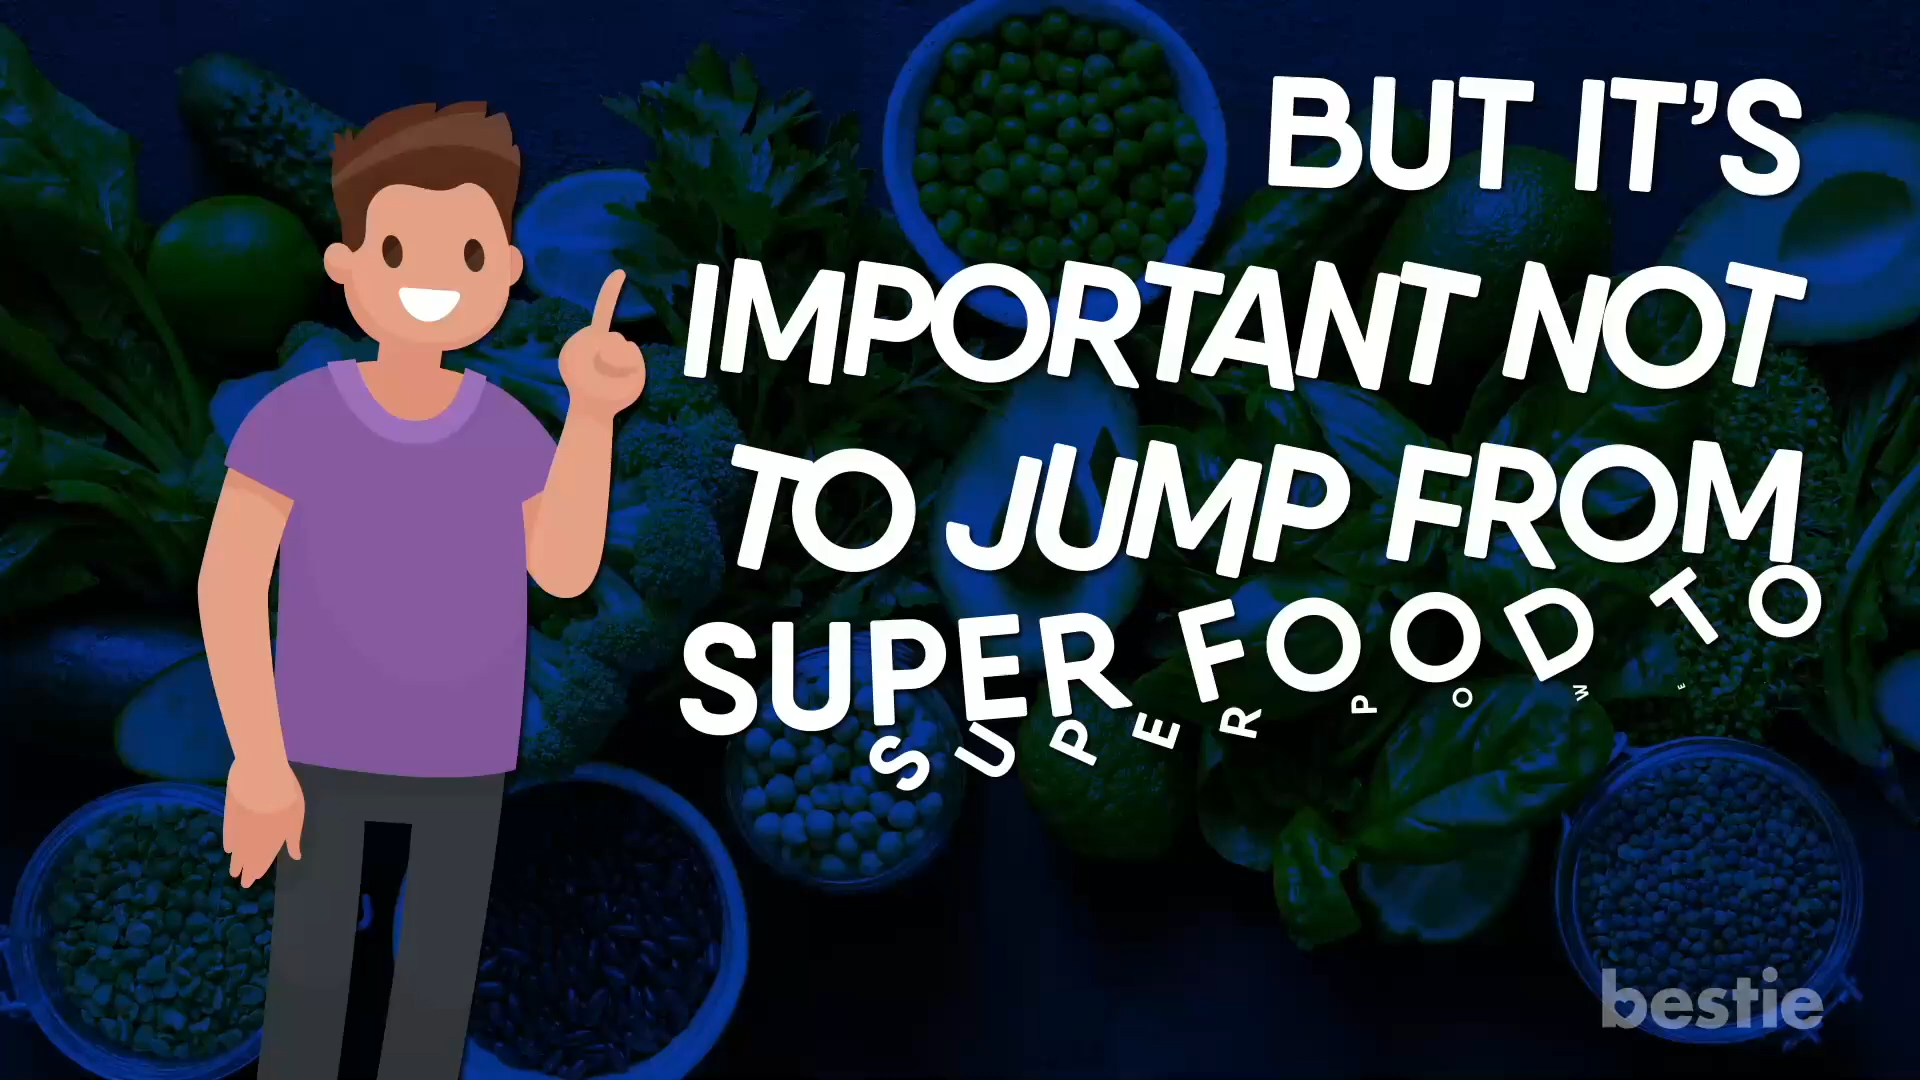 BUT IT'S
IMPORTANT NOT
TO JUMP FROM
SUPER FOOD TO
SUPER POWE
bestie